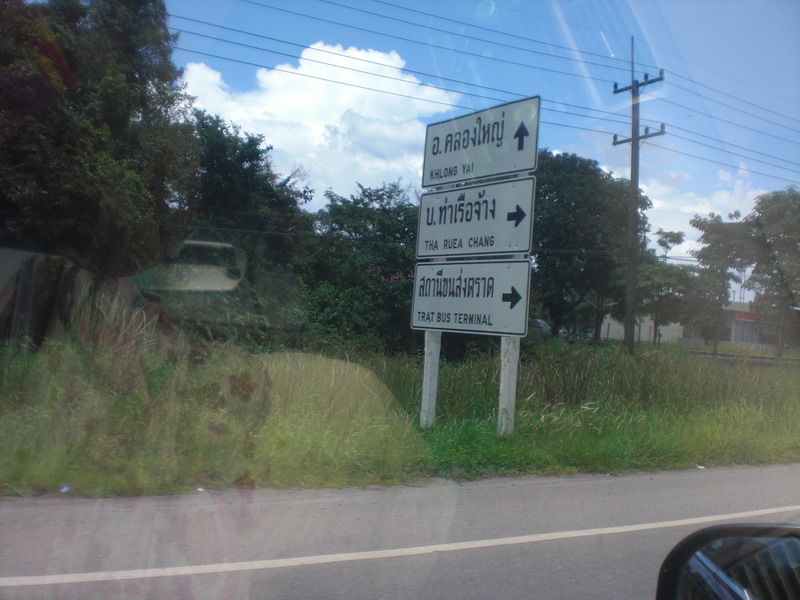 อ.คลองใหญ่
KHLONG YAI
บ.ท่าเรือจ้าง
THA RUEA CHANG
สถานีขนส่งตราด
TRAT BUS TERMINAL